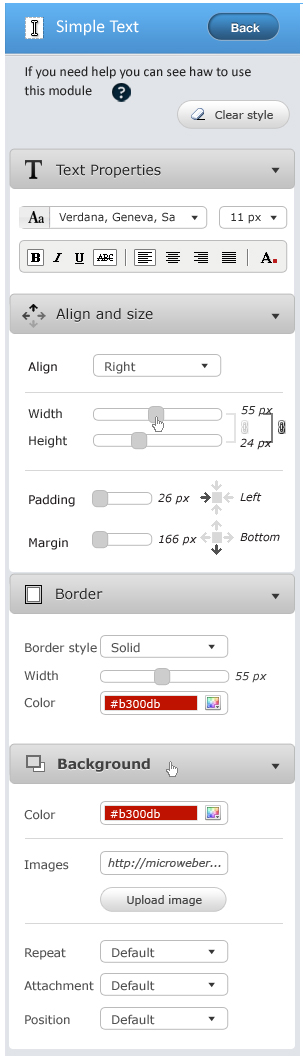 Simple Text
Back
If you need help you can see haw to use
this module ?
Clear style
T Text Properties
Aa Verdana, Geneva, Sa 11 px
B I U ABC A.
Align and size
Align Right
Width 55 px
Height 24 px
Padding 26 px Left
Margin 166 px Bottom
Border
Border style Solid
Width 55 px
Color #b300db
Background
Color #b300db
Images http://microweber...
Upload image
Repeat Default
Attachment Default
Position Default